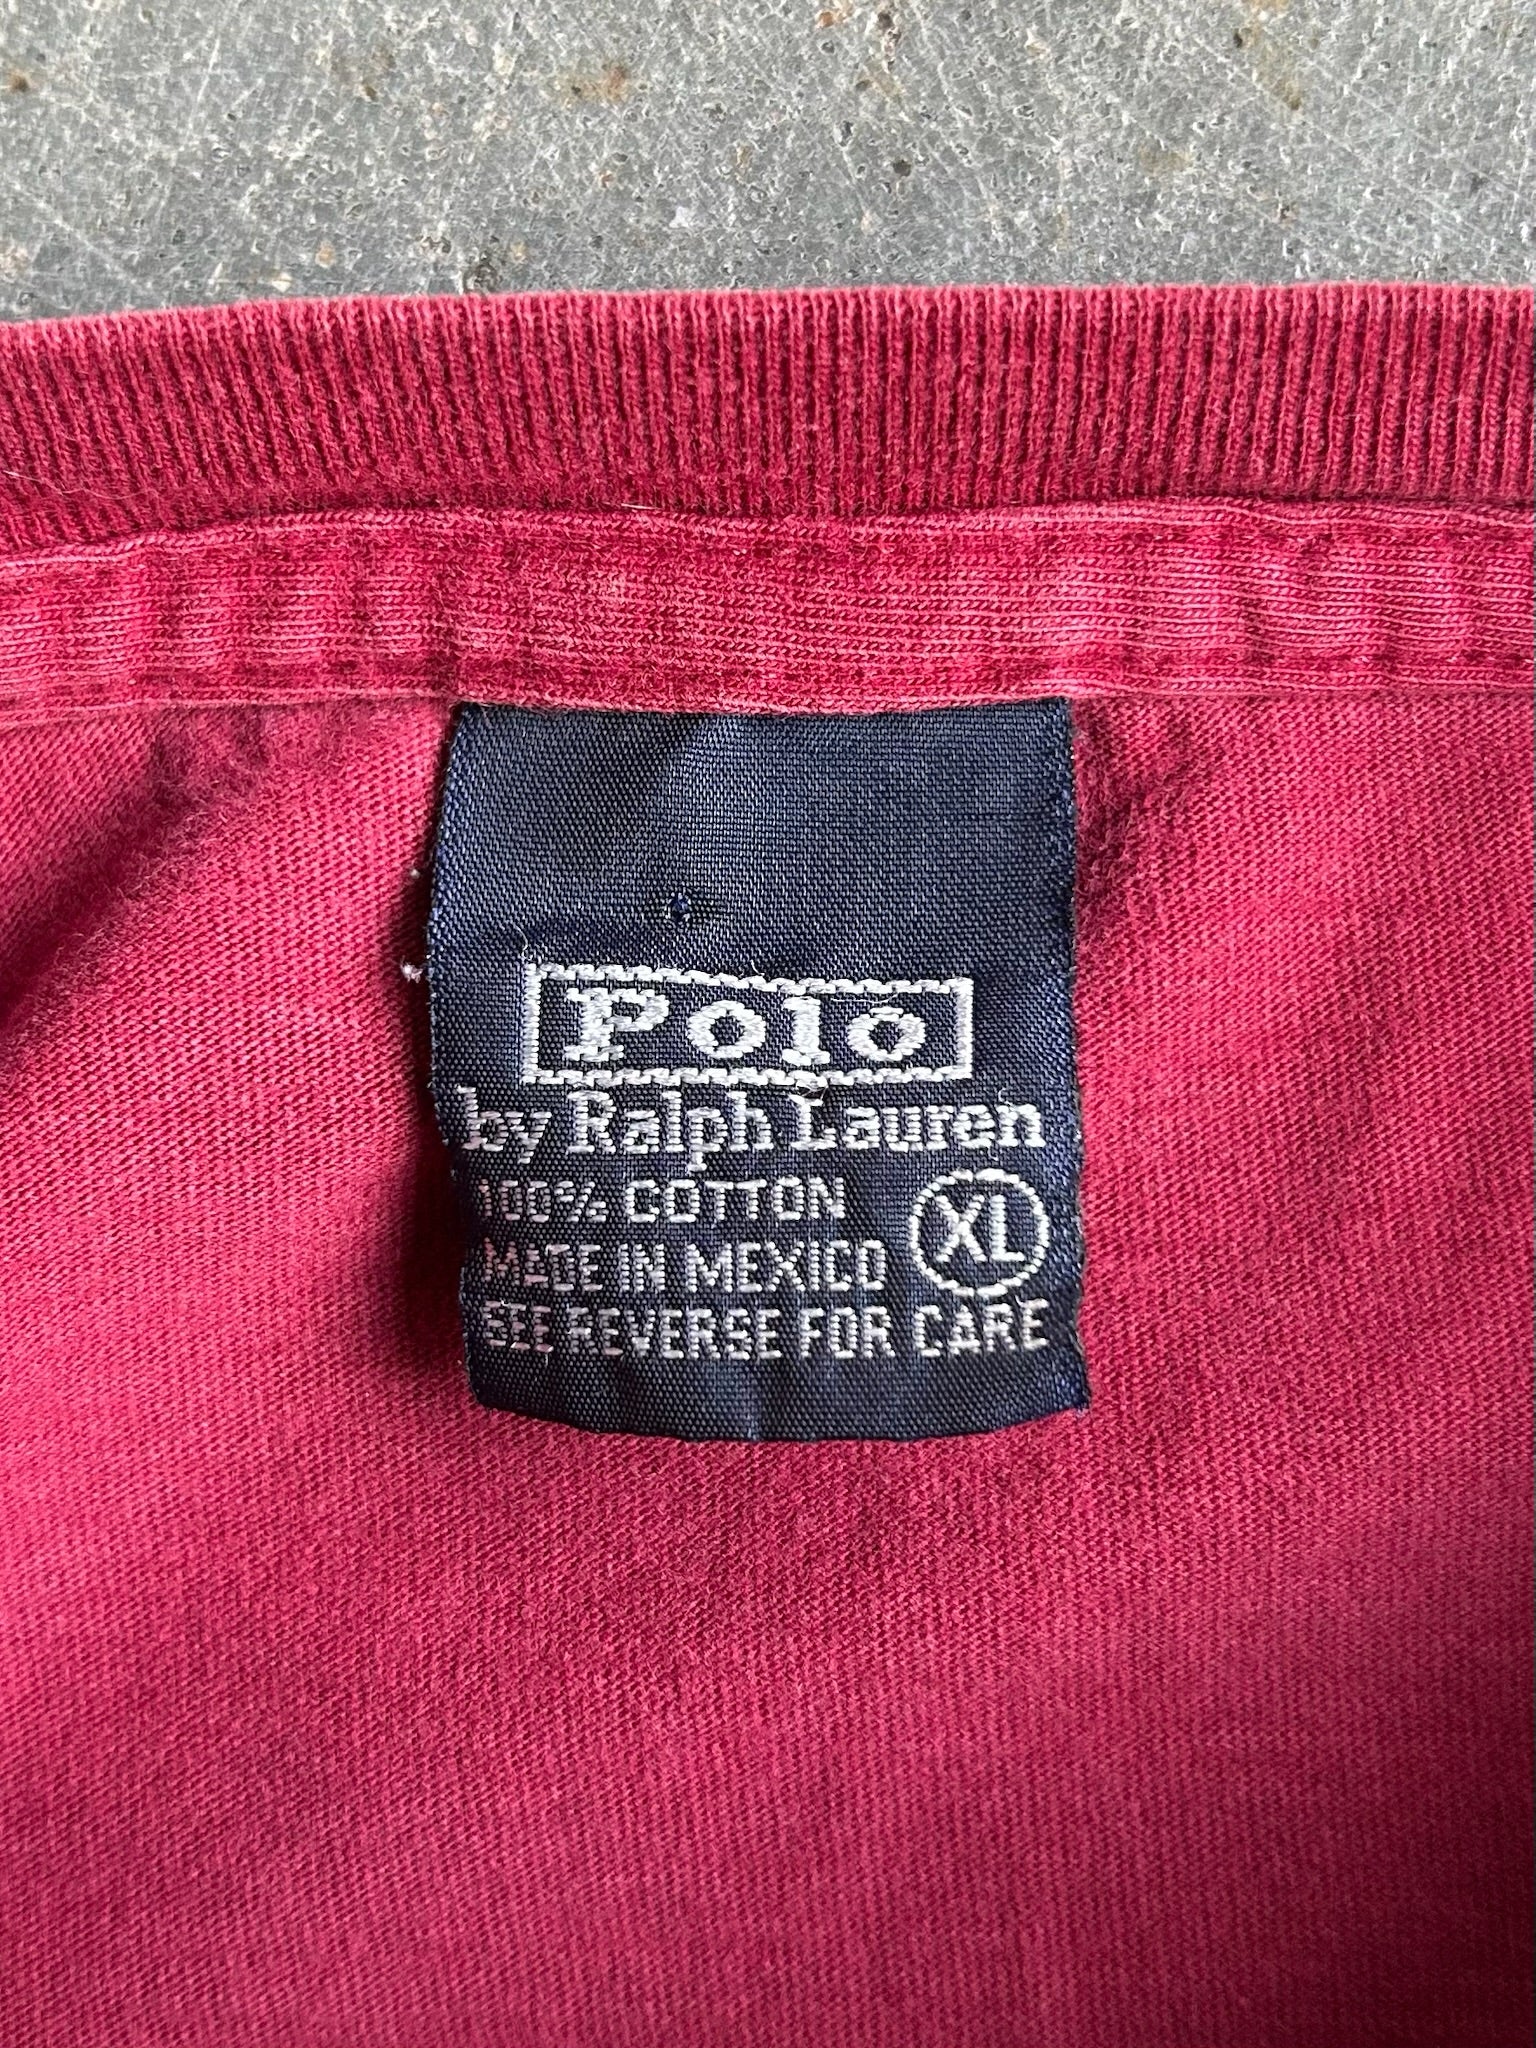 Polo
by Ralph Lauren
100% COTTON
XL
MADE IN MEXICO
SEE REVERSE FOR CARE